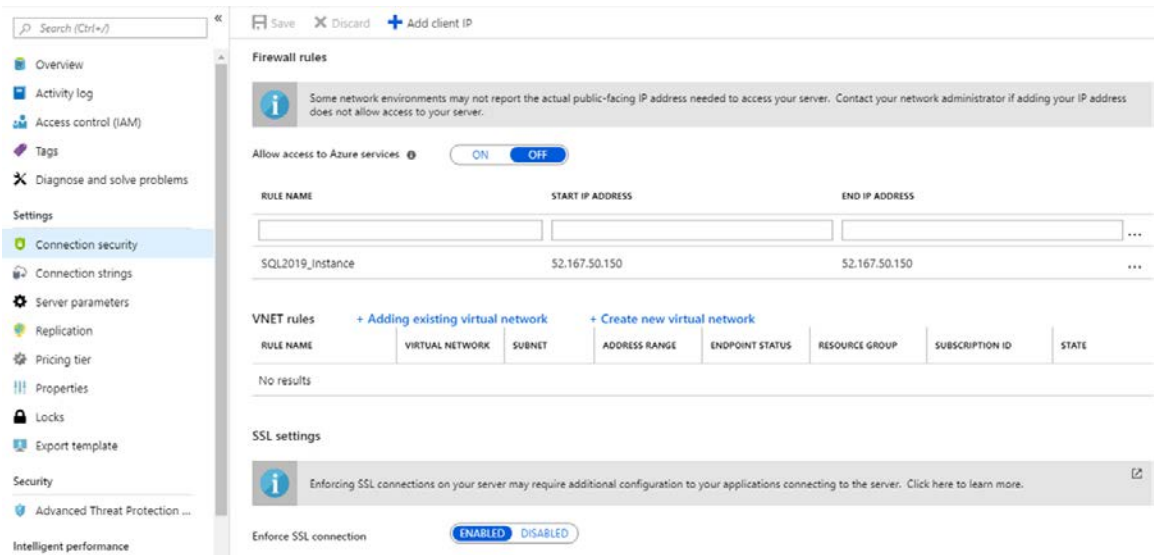 Search (Ctrl+/)
«
Overview
Activity log
Access control (IAM)
Tags
Diagnose and solve problems
Settings
Connection security
Connection strings
Server parameters
Replication
Pricing tier
Properties
Locks
Export template
Security
Advanced Threat Protection ...
Intelligent performance
Save Discard Add client IP
Firewall rules
Some network environments may not report the actual public-facing IP address needed to access your server. Contact your network administrator if adding your IP address
does not allow access to your server.
Allow access to Azure services ON OFF
RULE NAME START IP ADDRESS END IP ADDRESS
...
SQL2019_Instance 52.167.50.150 52.167.50.150 ...
VNET rules + Adding existing virtual network + Create new virtual network
RULE NAME VIRTUAL NETWORK SUBNET ADDRESS RANGE ENDPOINT STATUS RESOURCE GROUP SUBSCRIPTION ID STATE
No results
SSL settings
Enforcing SSL connections on your server may require additional configuration to your applications connecting to the server. Click here to learn more.
Enforce SSL connection ENABLED DISABLED